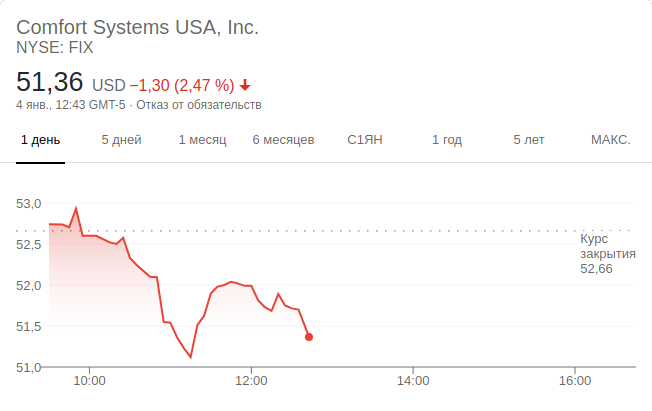 Comfort Systems USA, Inc.
NYSE: FIX
51,36 USD −1,30 (2,47 %)
4 янв., 12:43 GMT-5 · Отказ от обязательств
1 день 5 дней 1 месяц 6 месяцев С1ЯН 1 год 5 лет МАКС.
53,0
52,5
52,0
51,5
51,0
Курс
закрытия
52,66
10:00 12:00 14:00 16:00